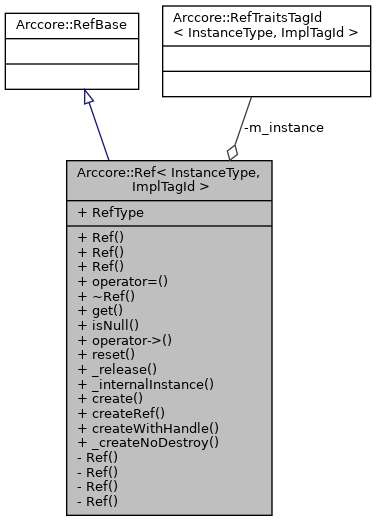 Arccore::RefBase
Arccore::RefTraitsTagId
< InstanceType, ImplTagId >
-m_instance
Arccore::Ref< InstanceType,
ImplTagId >
+ RefType
+ Ref()
+ Ref()
+ Ref()
+ operator=()
+ ~Ref()
+ get()
+ isNull()
+ operator->()
+ reset()
+ _release()
+ _internalInstance()
+ create()
+ createRef()
+ createWithHandle()
+ _createNoDestroy()
- Ref()
- Ref()
- Ref()
- Ref()